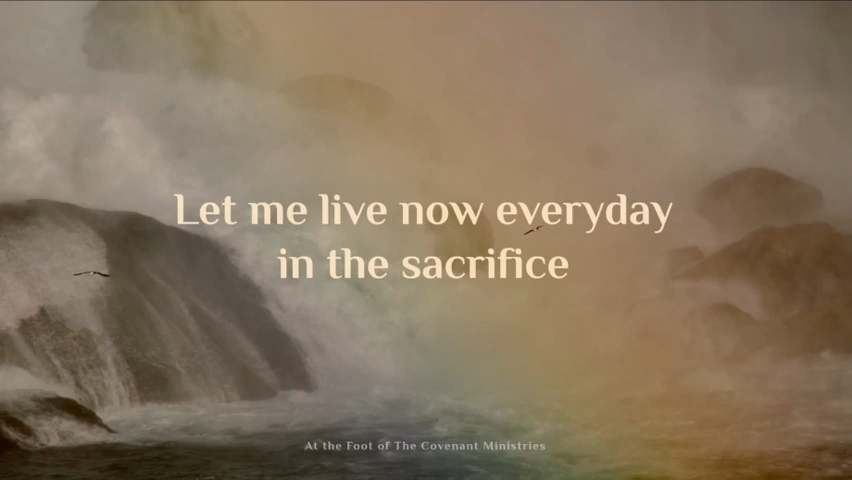 Let me live now everyday
in the sacrifice
At the Foot of The Covenant Ministries